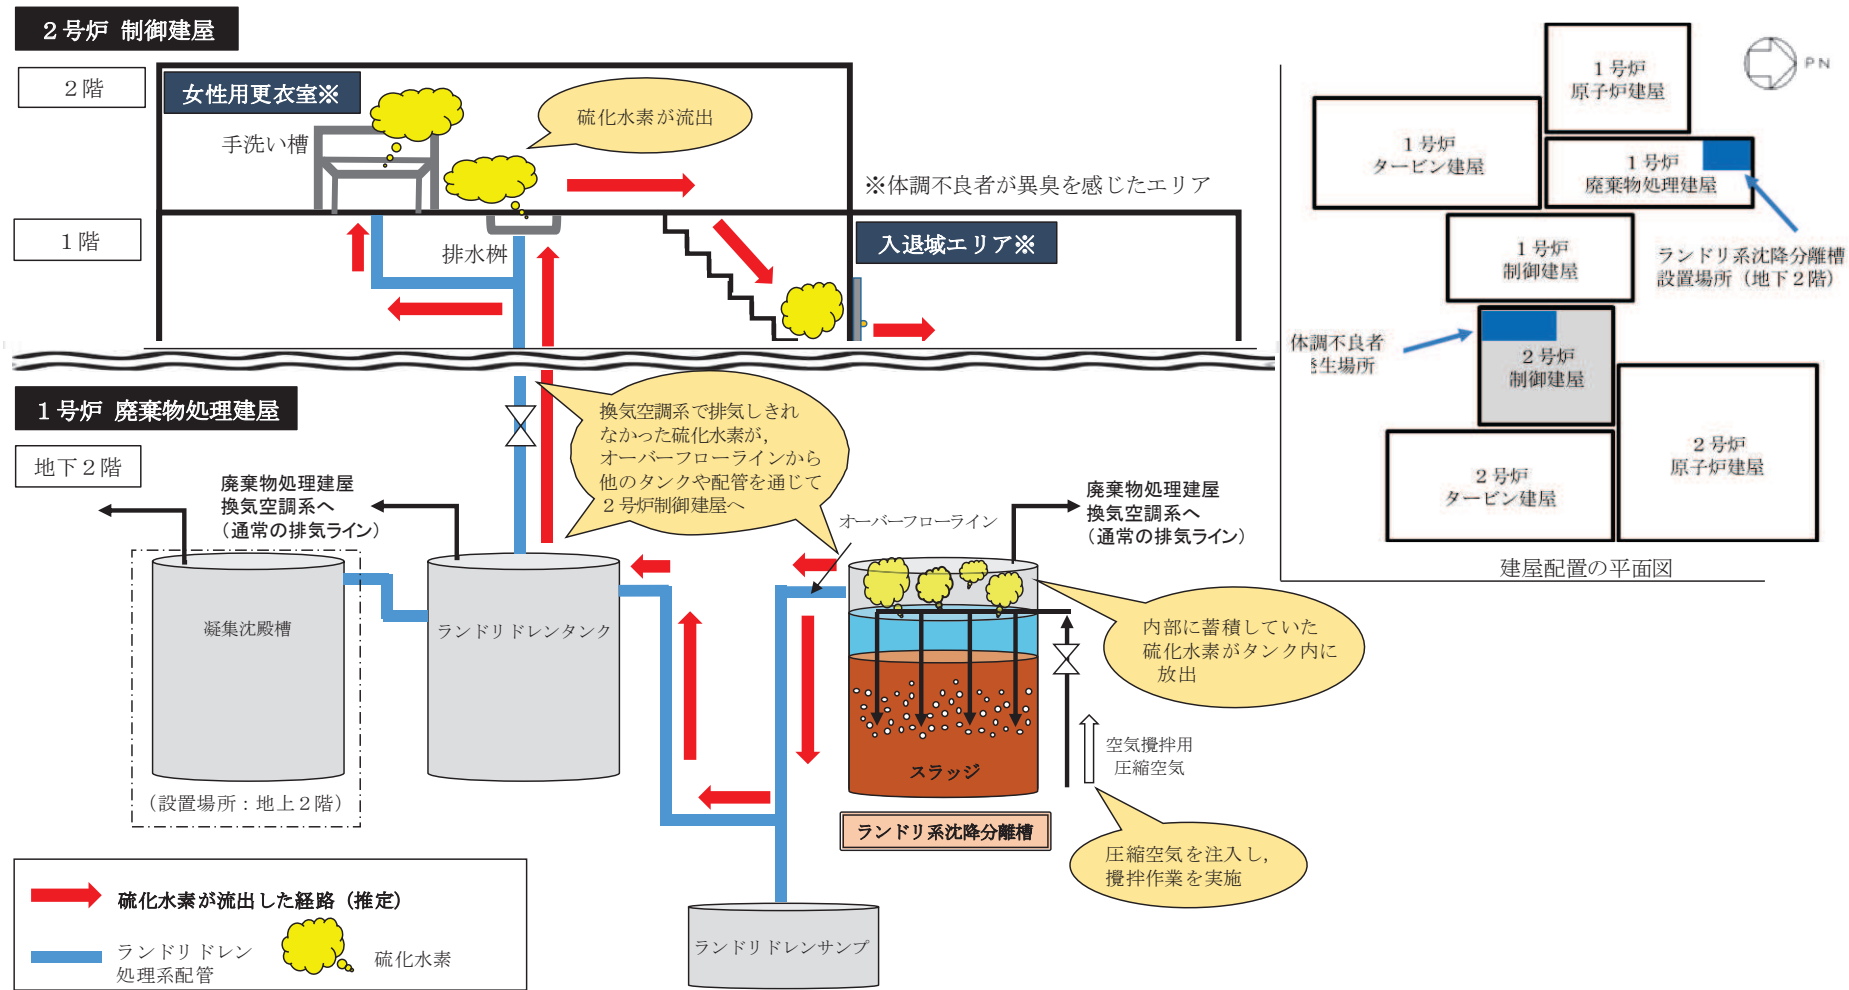 ２号炉 制御建屋
２階
女性用更衣室※
手洗い槽
硫化水素が流出
※体調不良者が異臭を感じたエリア
１階
排水桝
入退域エリア※
１号炉 廃棄物処理建屋
地下２階
換気空調系で排気しきれ
なかった硫化水素が，
オーバーフローラインから
他のタンクや配管を通じて
２号炉制御建屋へ
廃棄物処理建屋
換気空調系へ
（通常の排気ライン）
オーバーフローライン
廃棄物処理建屋
換気空調系へ
（通常の排気ライン）
凝集沈殿槽
（設置場所：地上２階）
ランドリドレンタンク
内部に蓄積していた
硫化水素がタンク内に
放出
スラッジ
空気攪拌用
圧縮空気
ランドリ系沈降分離槽
圧縮空気を注入し，
攪拌作業を実施
ランドリドレンサンプ
硫化水素が流出した経路（推定）
ランドリドレン
処理系配管
硫化水素
PN
１号炉
原子炉建屋
１号炉
タービン建屋
１号炉
廃棄物処理建屋
ランドリ系沈降分離槽
設置場所（地下２階）
１号炉
制御建屋
体調不良者
発生場所
２号炉
制御建屋
２号炉
原子炉建屋
２号炉
タービン建屋
建屋配置の平面図